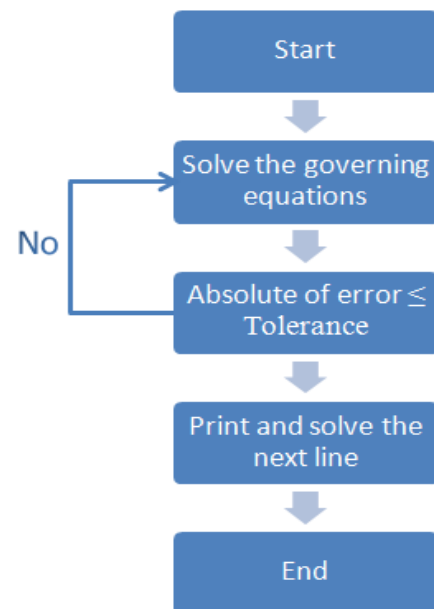 Start
Solve the governing
equations
No
Absolute of error ≤
Tolerance
Print and solve the
next line
End